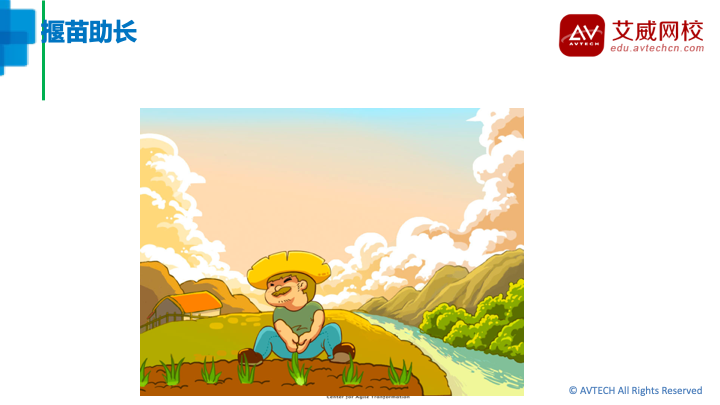 揠苗助长
AV
AVTECH
艾威网校
edu.avtechcn.com
Center for Agile Tranformation
© AVTECH All Rights Reserved